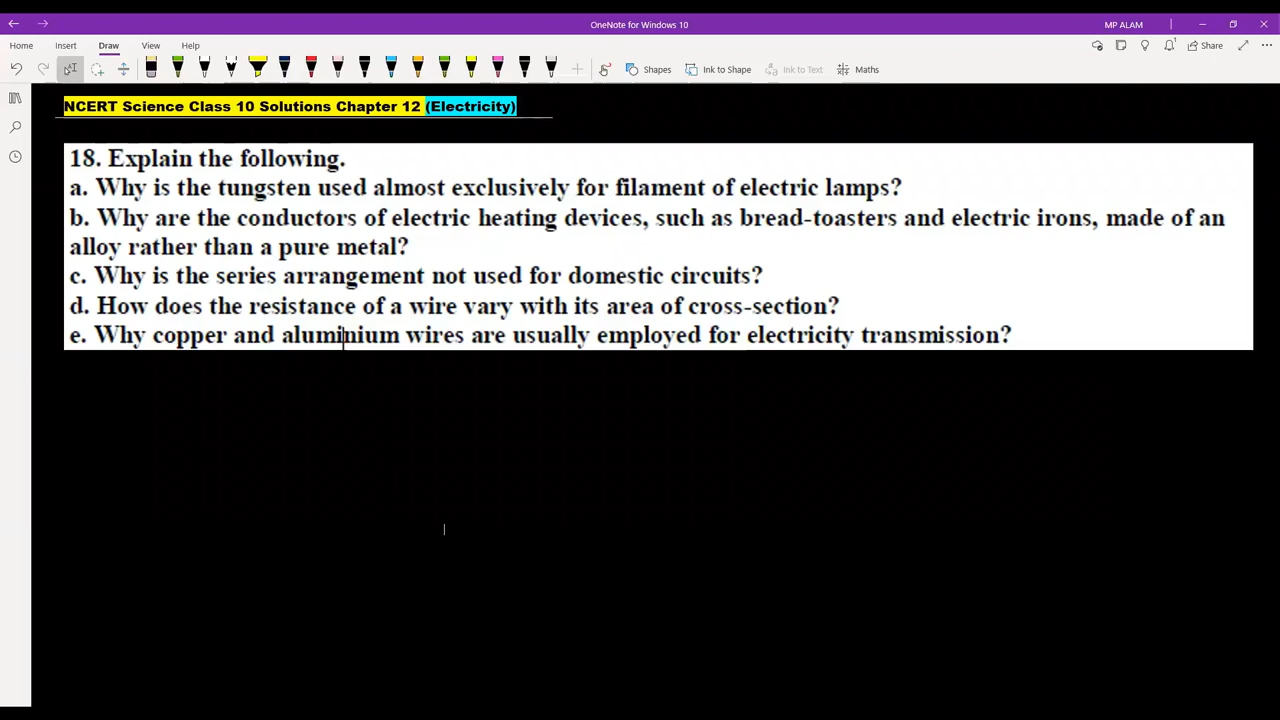 OneNote for Windows 10
MP ALAM
Home Insert Draw View Help
Share
Shapes Ink to Shape Ink to Text Maths
NCERT Science Class 10 Solutions Chapter 12 (Electricity)
18. Explain the following.
a. Why is the tungsten used almost exclusively for filament of electric lamps?
b. Why are the conductors of electric heating devices, such as bread-toasters and electric irons, made of an
alloy rather than a pure metal?
c. Why is the series arrangement not used for domestic circuits?
d. How does the resistance of a wire vary with its area of cross-section?
e. Why copper and aluminium wires are usually employed for electricity transmission?